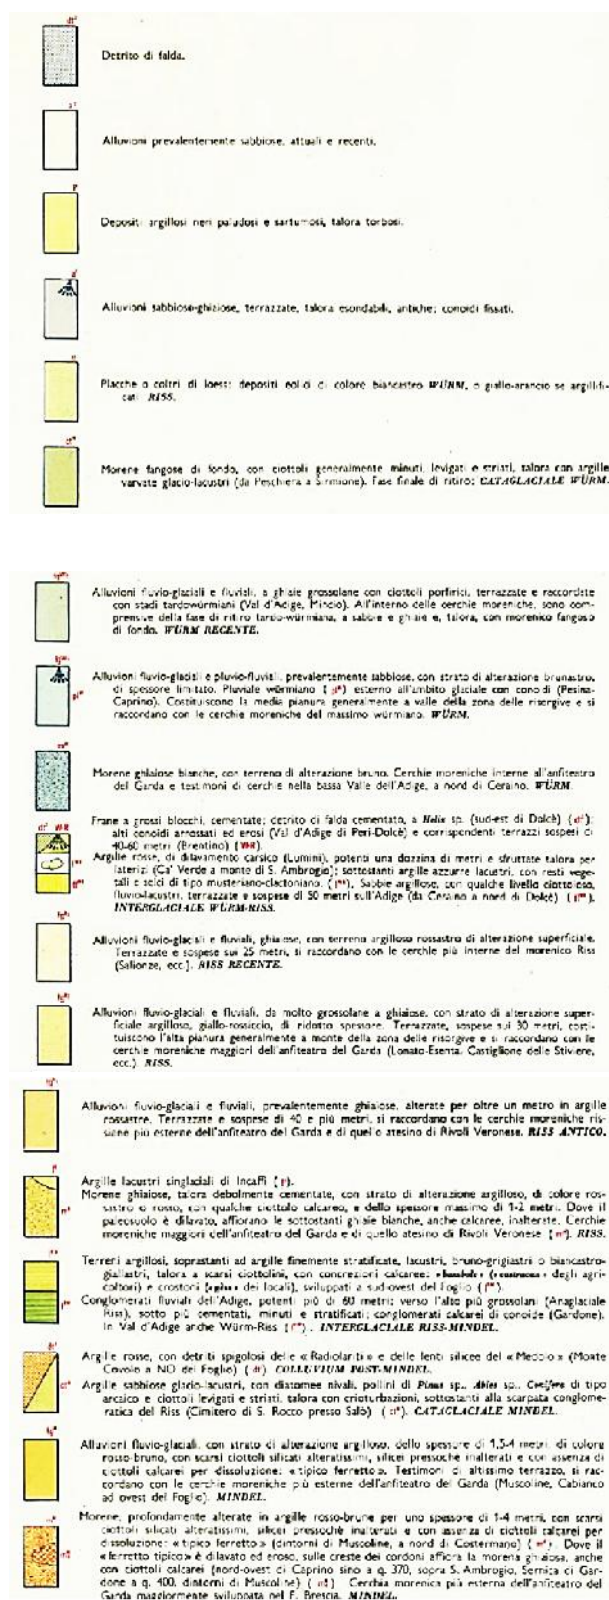 Detrito di falda.
Alluvioni prevalentemente sabbiose, attuali e recenti.
Depositi argillosi neri paludosi e sartumosi, talora torbosi.
Alluvioni sabbiose-ghiaiose, terrazzate, talora esondabili, antiche; conoidi fissati.
Placche o coltri di loess: depositi eolici di colore biancastro WÜRM, o giallo-arancio se argillifi-
cati RISS.
Morene fangose di fondo, con ciottoli generalmente minuti, levigati e striati, talora con argille
varvate glacio-lacustri (da Peschiera a Sirmione). Fase finale di ritiro: CATAGLACIALE WÜRM.
Alluvioni fluvio-glaciali e fluviali, a ghiaie grossolane con ciottoli porfirici, terrazzate e raccordate
con stadi tardowürmiani (Val d'Adige, Mincio). All'interno delle cerchie moreniche, sono com-
prensive della fase di ritiro tardo-würmiana, a sabbie e ghiaie e, talora, con morenico fangoso
di fondo. WÜRM RECENTE.
Alluvioni fluvio-glaciali e pluvio-fluviali, prevalentemente sabbiose, con strato di alterazione brunastro,
di spessore limitato. Pluviale würmiano ( ) esterno all'ambito glaciale con conoidi (Pesina-
Caprino). Costituiscono la media pianura generalmente a valle della zona delle risorgive e si
raccordano con le cerchie moreniche del massimo würmiano. WÜRM.
Morene ghiaiose bianche, con terreno di alterazione bruno. Cerchie moreniche interne all'anfiteatro
del Garda e testimoni di cerchie nella bassa Valle dell'Adige, a nord di Ceraino. WÜRM.
Frane a grossi blocchi, cementate; detrito di falda cementato, a Helix sp. (sud-est di Dolcè) ( );
alti conoidi arrossati ed erosi (Val d'Adige di Peri-Dolcè) e corrispondenti terrazzi sospesi di
40-60 metri (Brentino) (WR)
Argille rosse, di dilavamento carsico (Lumini), potenti una dozzina di metri e sfruttate talora per
laterizi (Ca' Verde a monte di S. Ambrogio); sottostanti argille azzurre lacustri, con resti vege-
tali e selci di tipo musteriano-clactoniano. ( ), Sabbie argillose, con qualche livello ciottoloso,
fluvio-lacustri, terrazzate e sospese di 50 metri sull'Adige (da Ceraino a nord di Dolcè) ( ).
INTERGLACIALE WÜRM-RISS.
Alluvioni fluvio-glaciali e fluviali, ghiaiose, con terreno argilloso rossastro di alterazione superficiale.
Terrazzate e sospese sui 25 metri, si raccordano con le cerchie più interne del morenico Riss
(Salionze, ecc.). RISS RECENTE.
Alluvioni fluvio-glaciali e fluviali, da molto grossolane a ghiaiose, con strato di alterazione super-
ficiale argilloso, giallo-rossiccio, di ridotto spessore. Terrazzate, sospese sui 30 metri, costi-
tuiscono l'alta pianura generalmente a monte della zona delle risorgive e si raccordano con le
cerchie moreniche maggiori dell'anfiteatro del Garda (Lonato-Esenta, Castiglione delle Stiviere,
ecc.) RISS.
Alluvioni fluvio-glaciali e fluviali, prevalentemente ghiaiose, alterate per oltre un metro in argille
rossastre. Terrazzate e sospese di 40 e più metri, si raccordano con le cerchie moreniche ris-
siane più esterne dell'anfiteatro del Garda e di quello atesino di Rivoli Veronese. RISS ANTICO.
Argille lacustri singlaciali di Incaffi ( ).
Morene ghiaiose, talora debolmente cementate, con strato di alterazione argilloso, di colore ros-
sastro o rosso, con qualche ciottolo calcareo, e dello spessore massimo di 1-2 metri. Dove il
paleosuolo è dilavato, affiorano le sottostanti ghiaie bianche, anche calcaree, inalterate. Cerchie
moreniche maggiori dell'anfiteatro del Garda e di quello atesino di Rivoli Veronese ( ). RISS.
Terreni argillosi, soprastanti ad argille finemente stratificate, lacustri, bruno-grigiastri o biancastro-
giallastri, talora a scarsi ciottolini, con concrezioni calcaree: degli agri-
coltori) e crostoni ( dei locali), sviluppati a sud-ovest del Foglio ( ).
Conglomerati fluviali dell'Adige, potenti più di 60 metri; verso l'alto più grossolani (Anaglaciale
Riss), sotto più cementati, minuti e stratificati; conglomerati calcarei di conoide (Gardone).
In Val d'Adige anche Würm-Riss ( ). INTERGLACIALE RISS-MINDEL.
Argille rosse, con detriti spigolosi delle «Radiolariti» e delle lenti silicee del «Medolo» (Monte
Covolo a NO del Foglio) ( ) COLLUVIUM POST-MINDEL.
Argille sabbiose glacio-lacustri, con diatomee nivali, pollini di Pinus sp., Abies sp., Conifere di tipo
arcaico e ciottoli levigati e striati, talora con crioturbazioni, sottostanti alla scarpata conglome-
ratica del Riss (Cimitero di S. Rocco presso Salò) ( ). CATAGLACIALE MINDEL.
Alluvioni fluvio-glaciali, con strato di alterazione argilloso, dello spessore di 1,5-4 metri, di colore
rosso-bruno, con scarsi ciottoli silicati alteratissimi, silicei pressochè inalterati e con assenza di
ciottoli calcarei per dissoluzione: «tipico ferretto». Testimoni di altissimo terrazzo, si rac-
cordano con le cerchie moreniche più esterne dell'anfiteatro del Garda (Muscoline, Cabianco
ad ovest del Foglio). MINDEL.
Morene, profondamente alterate in argille rosso-brune per uno spessore di 1-4 metri, con scarsi
ciottoli silicati alteratissimi, silicei pressochè inalterati e con assenza di ciottoli calcarei per
dissoluzione: «tipico ferretto» (dintorni di Muscoline, a nord di Costermano) ( ). Dove il
«ferretto tipico» è dilavato ed eroso, sulle creste dei cordoni affiora la morena ghiaiosa, anche
con ciottoli calcarei (nord-ovest di Caprino sino a q. 370, sopra S. Ambrogio, Sernica di Gar-
done a q. 400, dintorni di Muscoline) ( ) Cerchia morenica più esterna dell'anfiteatro del
Garda maggiormente sviluppata nel F. Brescia. MINDEL.